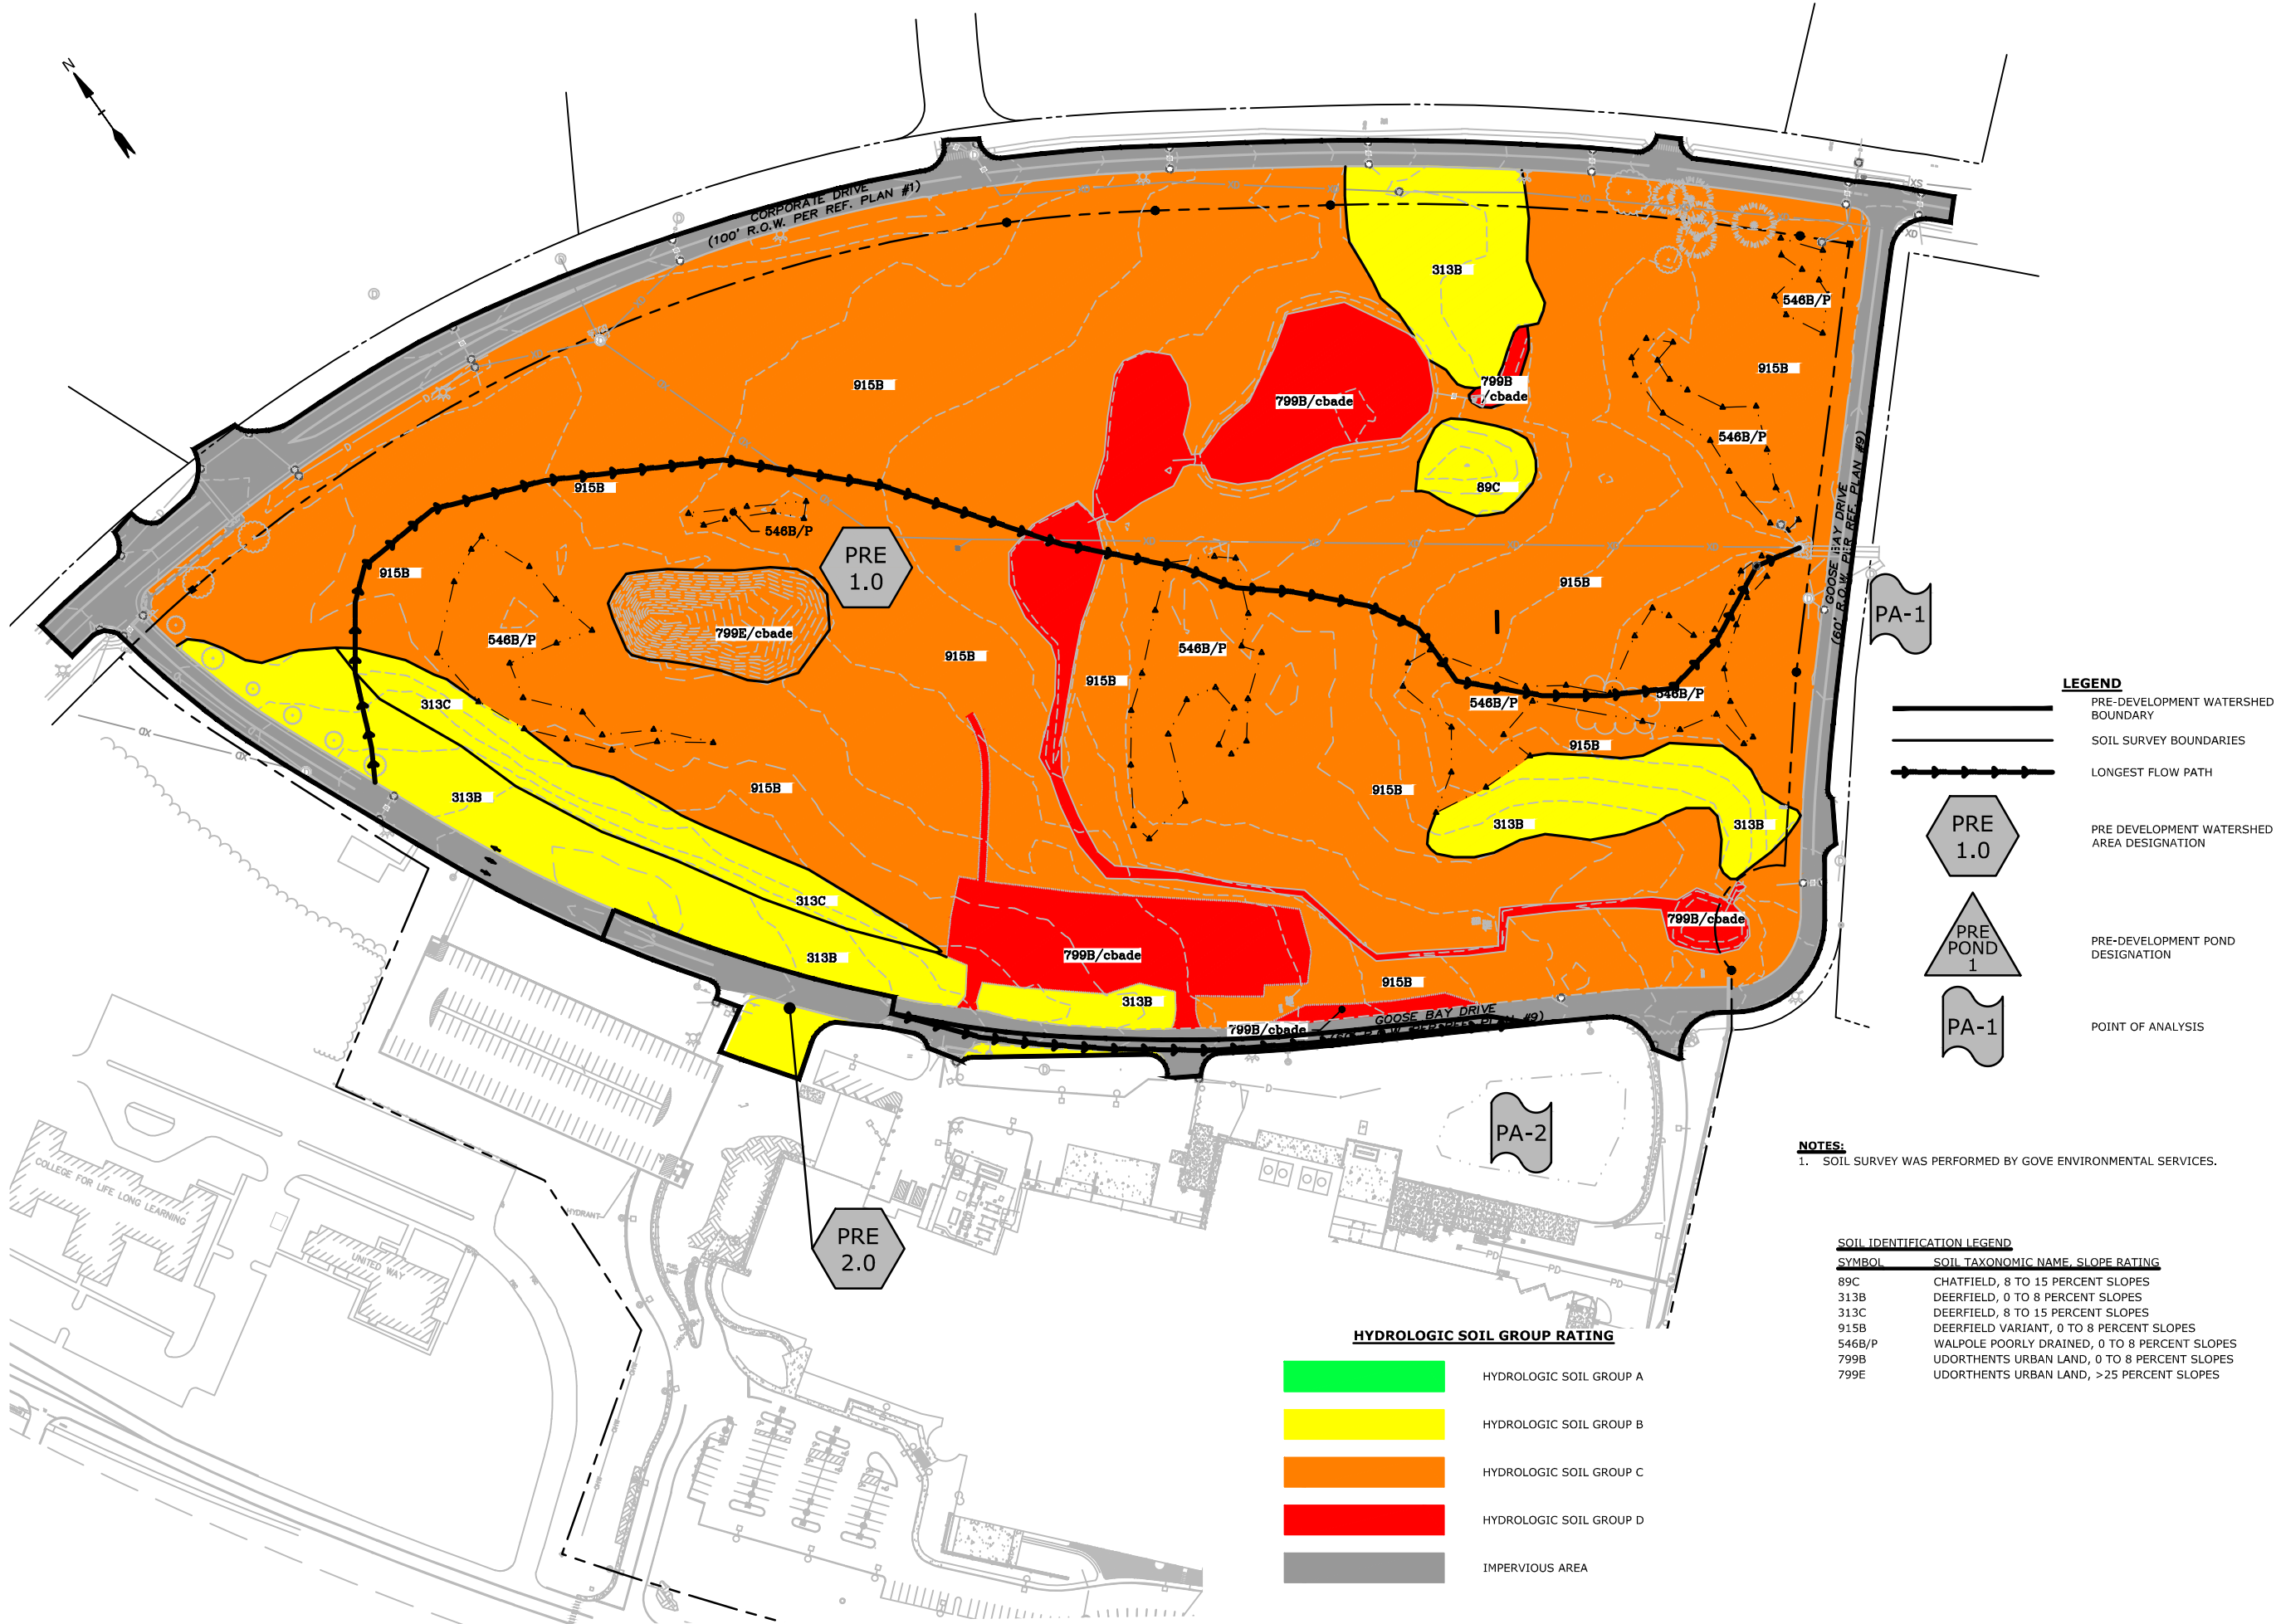 N
CORPORATE DRIVE
(100' R.O.W. PER REF. PLAN #1)
313B
546B/P
915B
915B
799B/cbade
799B
/cbade
546B/P
89C
915B
546B/P
PRE
1.0
915B
915B
GOOSE BAY DRIVE
(60' R.O.W. PER REF. PLAN #9)
PA-1
546B/P
799E/cbade
915B
546B/P
915B
546B/P
546B/P
313C
915B
915B
915B
313B
313B
313B
313C
799B/cbade
313B
799B/cbade
915B
313B
799B/cbade
GOOSE BAY DRIVE
PA-2
PRE
2.0
COLLEGE FOR LIFE LONG LEARNING
UNITED WAY
HYDRANT
LEGEND
PRE-DEVELOPMENT WATERSHED
BOUNDARY
SOIL SURVEY BOUNDARIES
LONGEST FLOW PATH
PRE
1.0
PRE DEVELOPMENT WATERSHED
AREA DESIGNATION
PRE
POND
1
PRE-DEVELOPMENT POND
DESIGNATION
PA-1
POINT OF ANALYSIS
NOTES:
1. SOIL SURVEY WAS PERFORMED BY GOVE ENVIRONMENTAL SERVICES.
SOIL IDENTIFICATION LEGEND
SYMBOL SOIL TAXONOMIC NAME, SLOPE RATING
89C CHATFIELD, 8 TO 15 PERCENT SLOPES
313B DEERFIELD, 0 TO 8 PERCENT SLOPES
313C DEERFIELD, 8 TO 15 PERCENT SLOPES
915B DEERFIELD VARIANT, 0 TO 8 PERCENT SLOPES
546B/P WALPOLE POORLY DRAINED, 0 TO 8 PERCENT SLOPES
799B UDORTHENTS URBAN LAND, 0 TO 8 PERCENT SLOPES
799E UDORTHENTS URBAN LAND, >25 PERCENT SLOPES
HYDROLOGIC SOIL GROUP RATING
HYDROLOGIC SOIL GROUP A
HYDROLOGIC SOIL GROUP B
HYDROLOGIC SOIL GROUP C
HYDROLOGIC SOIL GROUP D
IMPERVIOUS AREA